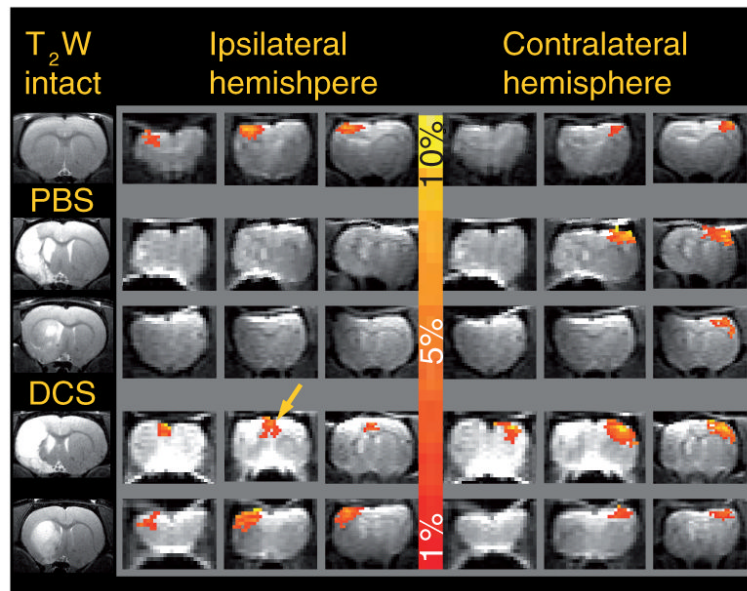 T₂W
intact
Ipsilateral
hemishpere
Contralateral
hemisphere
10%
PBS
5%
DCS
1%